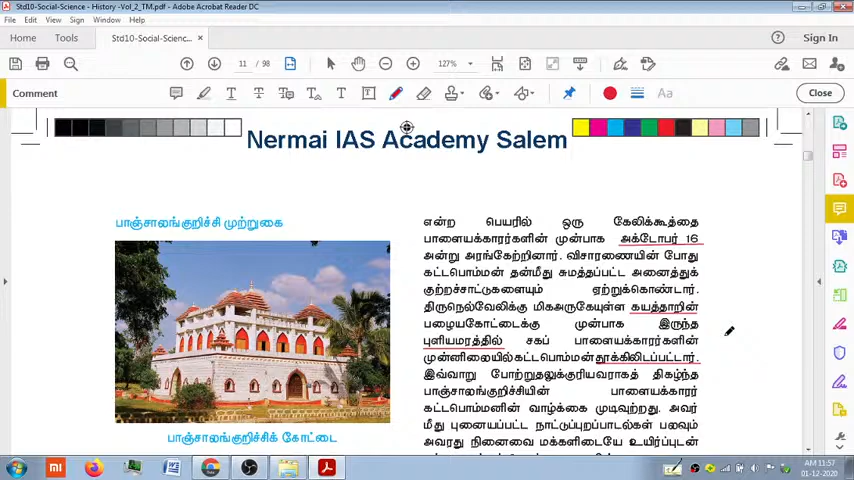 Std10-Social-Science - History -Vol_2_TM.pdf - Adobe Acrobat Reader DC
File Edit View Sign Window Help
Home Tools Std10-Social-Scienc... × Sign In
11 / 98 127%
Comment Aa Close
Nermai IAS Academy Salem
பாஞ்சாலங்குறிச்சி முற்றுகை
பாஞ்சாலங்குறிச்சிக் கோட்டை
என்ற பெயரில் ஒரு கேலிக்கூத்தை
பாளையக்காரர்களின் முன்பாக அக்டோபர் 16
அன்று அரங்கேற்றினார். விசாரணையின் போது
கட்டபொம்மன் தன்மீது சுமத்தப்பட்ட அனைத்துக்
குற்றச்சாட்டுகளையும் ஏற்றுக்கொண்டார்.
திருநெல்வேலிக்கு மிகஅருகேயுள்ள கயத்தாறின்
பழையகோட்டைக்கு முன்பாக இருந்த
புளியமரத்தில் சகப் பாளையக்காரர்களின்
முன்னிலையில்கட்டபொம்மன்தூக்கிலிடப்பட்டார்.
இவ்வாறு போற்றுதலுக்குரியவராகத் திகழ்ந்த
பாஞ்சாலங்குறிச்சியின் பாளையக்காரர்
கட்டபொம்மனின் வாழ்க்கை முடிவுற்றது. அவர்
மீது புனையப்பட்ட நாட்டுப்புறப்பாடல்கள் பலவும்
அவரது நினைவை மக்களிடையே உயிர்ப்புடன்
AM 11:57
01-12-2020